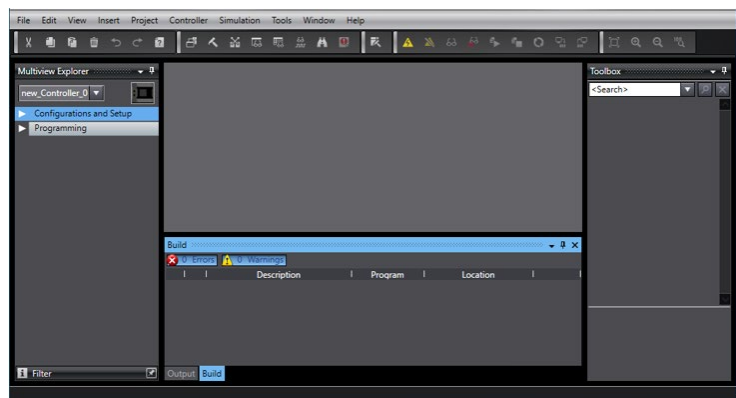 File Edit View Insert Project Controller Simulation Tools Window Help
Multiview Explorer
new_Controller_0
Configurations and Setup
Programming
Filter
Build
0 Errors 0 Warnings
Description Program Location
Output Build
Toolbox
<Search>